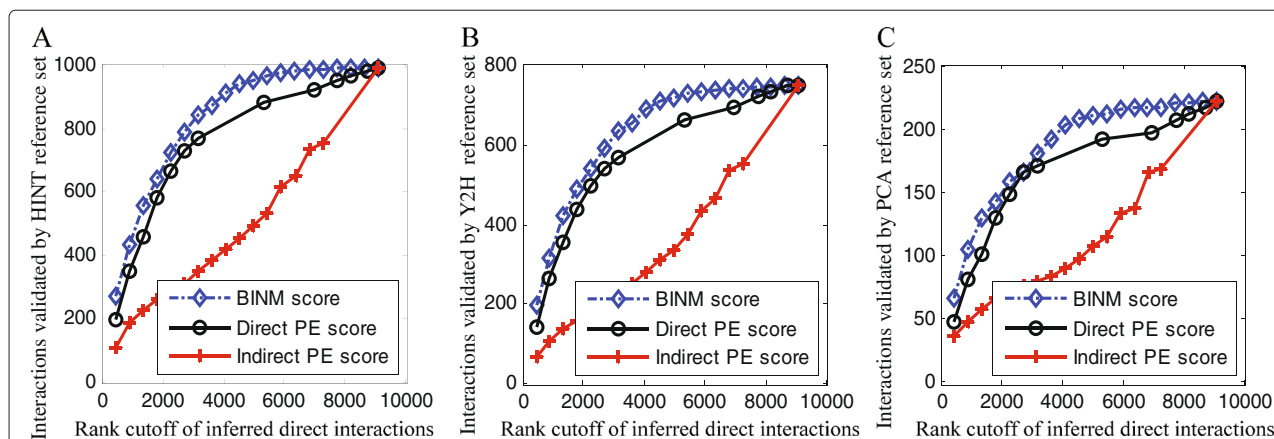 A
Interactions validated by HINT reference set
1000
800
600
400
200
0
0 2000 4000 6000 8000 10000
Rank cutoff of inferred direct interactions
BINM score
Direct PE score
Indirect PE score
B
Interactions validated by Y2H reference set
800
600
400
200
0
0 2000 4000 6000 8000 10000
Rank cutoff of inferred direct interactions
BINM score
Direct PE score
Indirect PE score
C
Interactions validated by PCA reference set
250
200
150
100
50
0
0 2000 4000 6000 8000 10000
Rank cutoff of inferred direct interactions
BINM score
Direct PE score
Indirect PE score